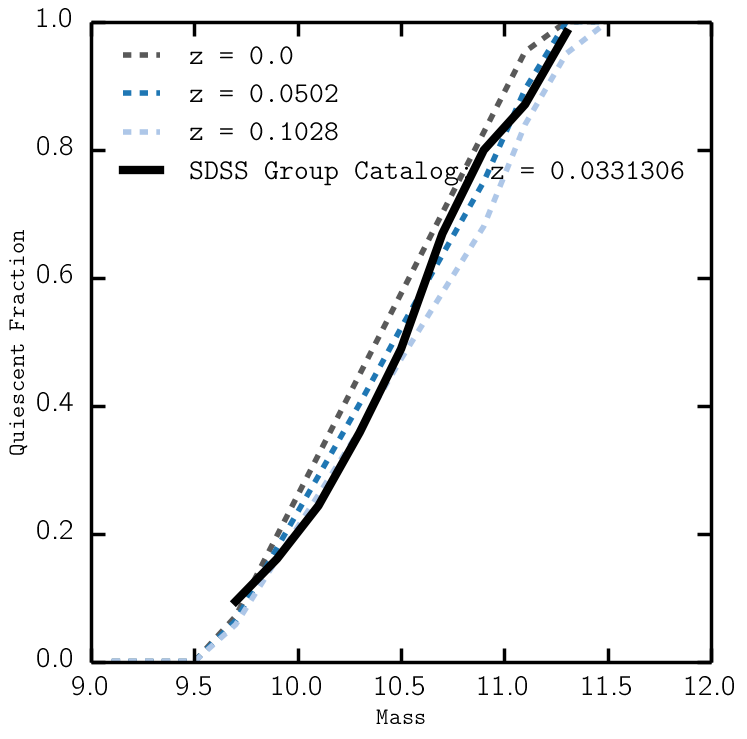 1.0
z = 0.0
z = 0.0502
z = 0.1028
0.8
SDSS Group Catalog; z = 0.0331306
Quiescent Fraction
0.6
0.4
0.2
0.0
9.0 9.5 10.0 10.5 11.0 11.5 12.0
Mass